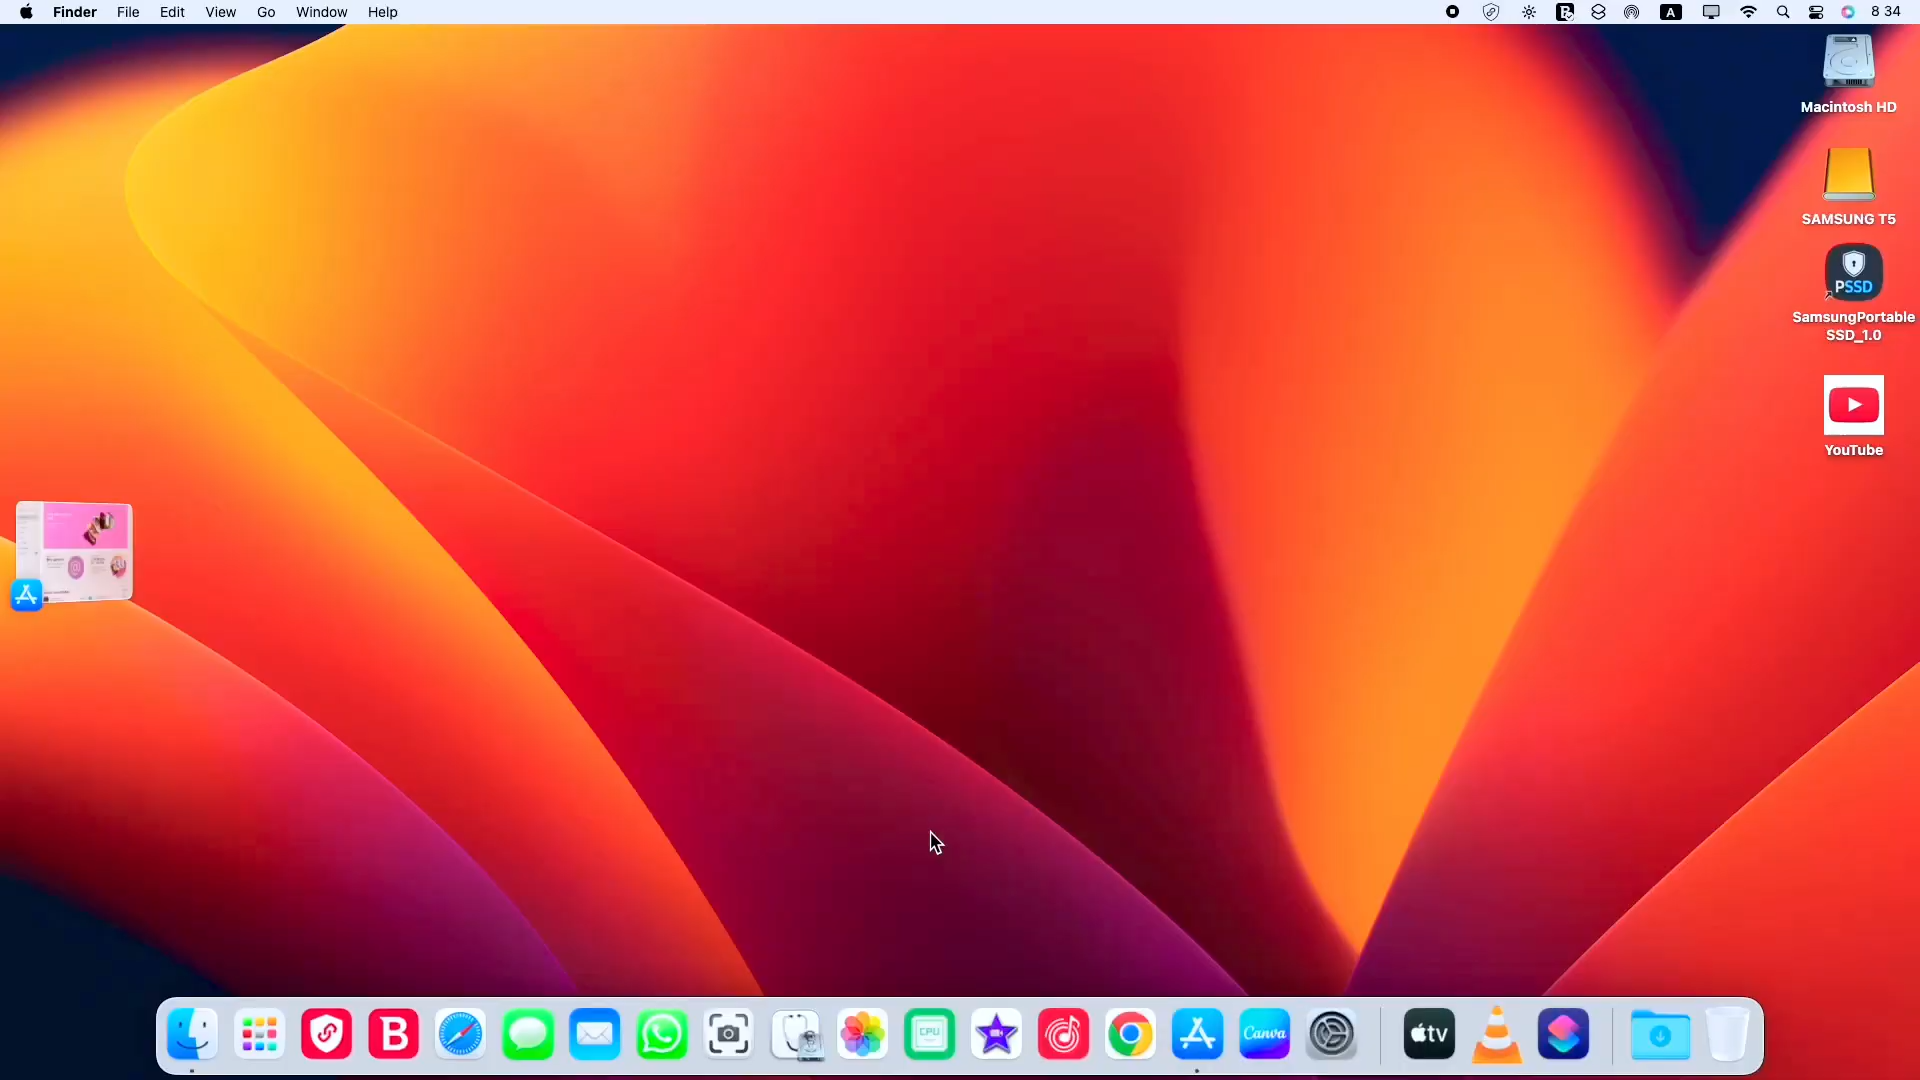 Finder File Edit View Go Window Help
A
8 34
Macintosh HD
SAMSUNG T5
PSSD
SamsungPortable
SSD_1.0
YouTube
B
CPU
Canva
tv